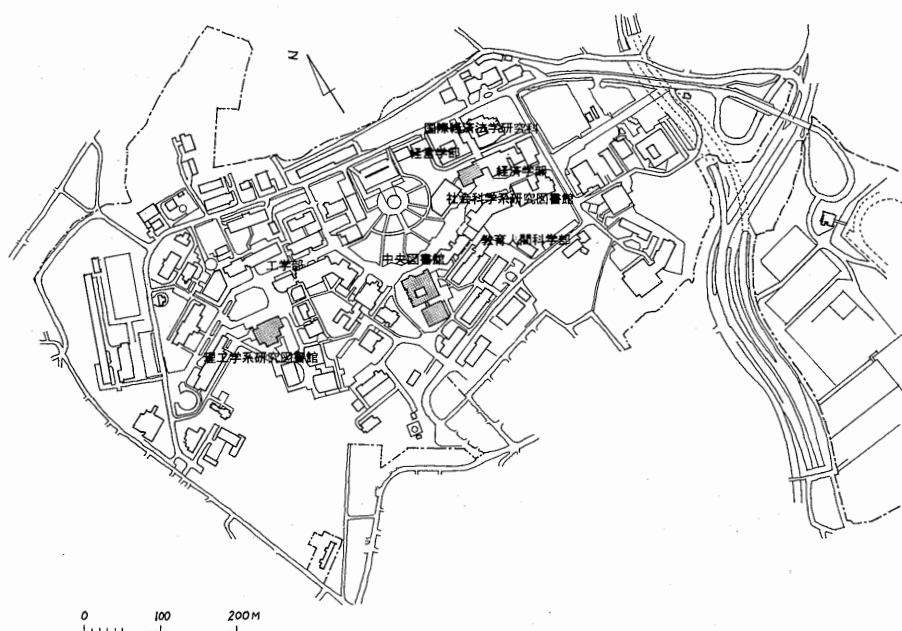 N
国際経済法学研究科
経営学部
経済学部
社会科学系研究図書館
教育人間科学部
中央図書館
工学部
理工学系研究図書館
0 100 200M